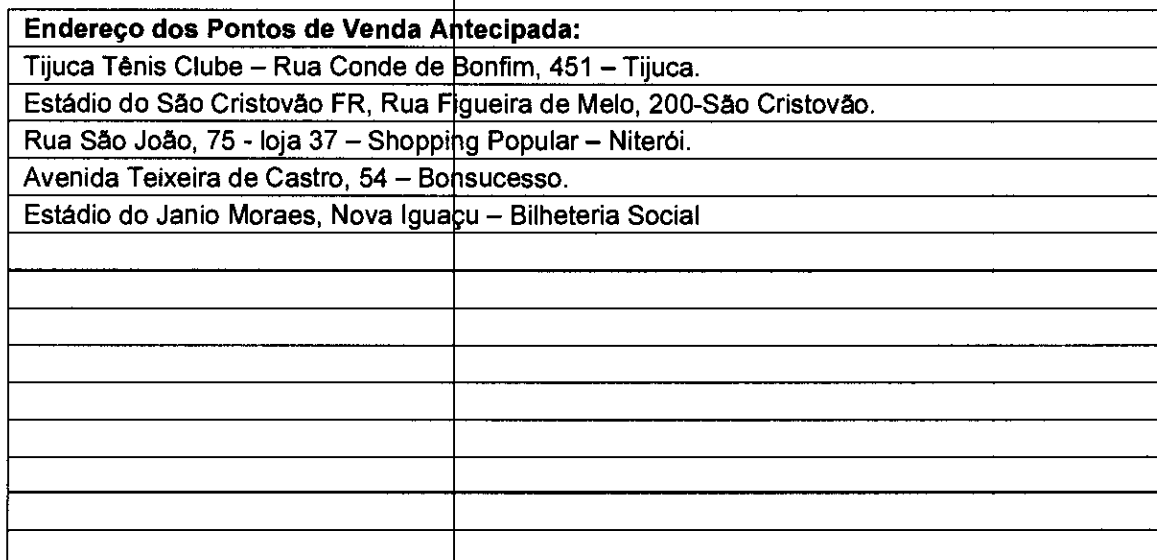 Endereço dos Pontos de Venda Antecipada:
Tijuca Tênis Clube – Rua Conde de Bonfim, 451 – Tijuca.
Estádio do São Cristovão FR, Rua Figueira de Melo, 200-São Cristovão.
Rua São João, 75 - loja 37 – Shopping Popular – Niterói.
Avenida Teixeira de Castro, 54 – Bonsucesso.
Estádio do Janio Moraes, Nova Iguaçu – Bilheteria Social